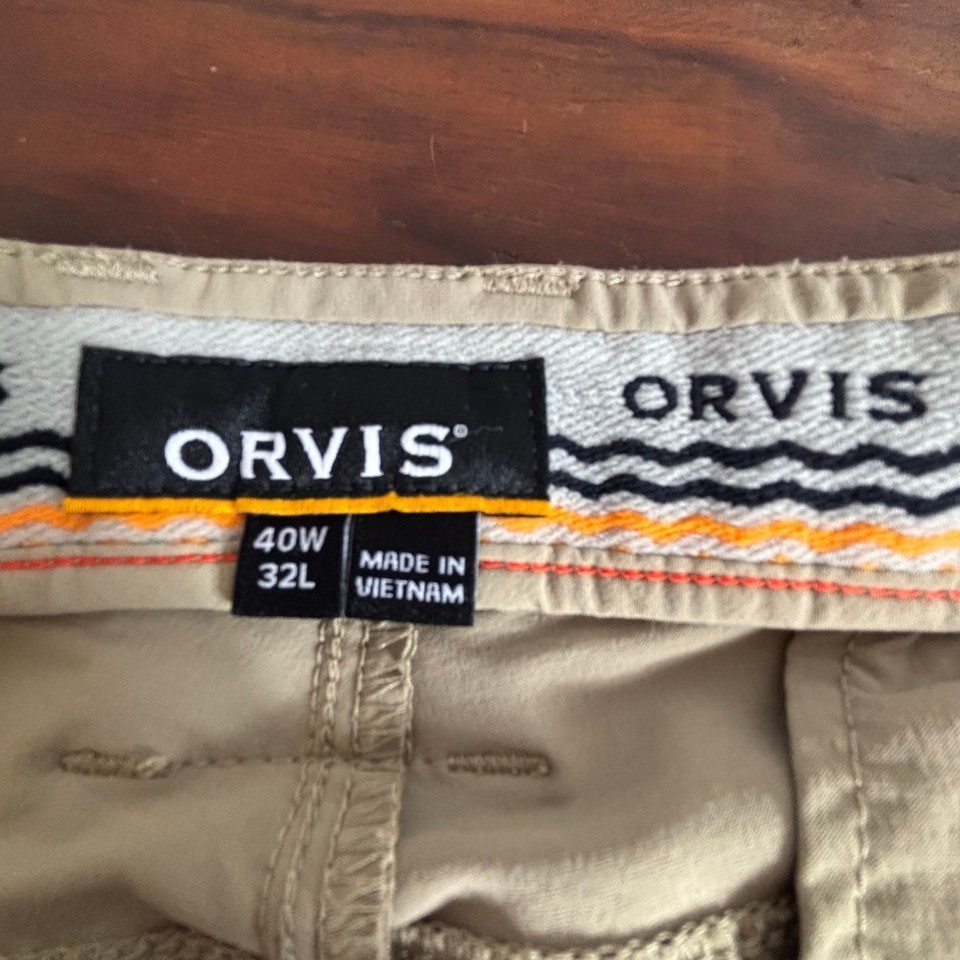 ORVIS
ORVIS
40W
32L
MADE IN
VIETNAM